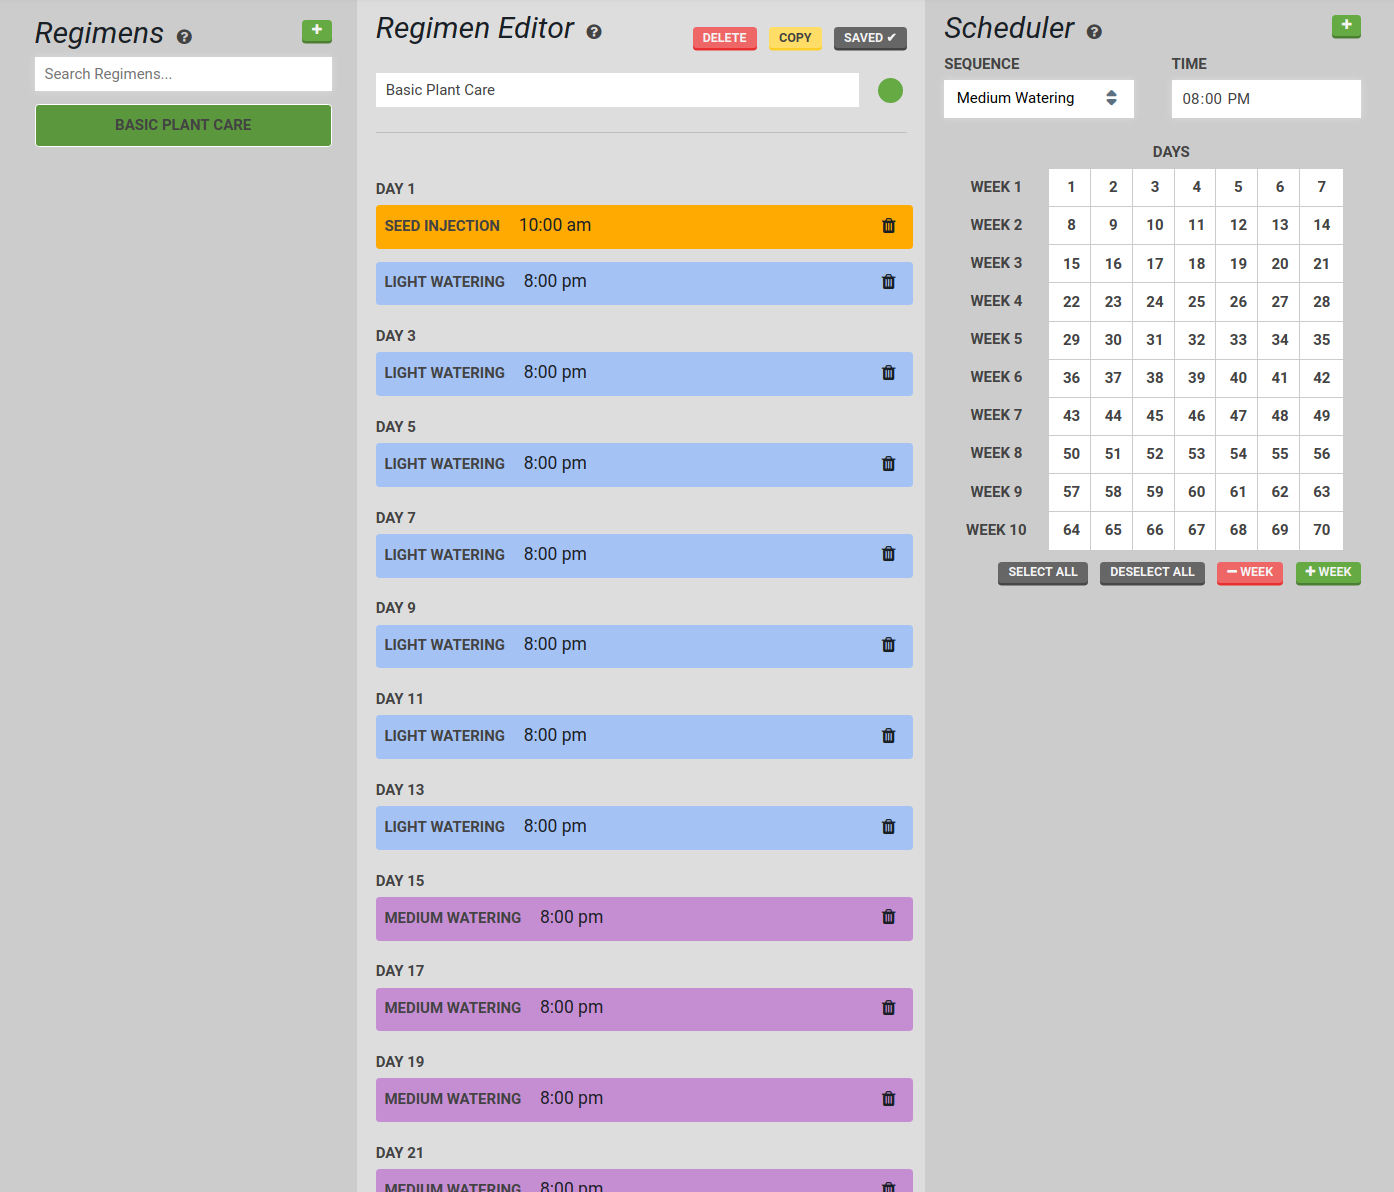 Regimens
Search Regimens...
BASIC PLANT CARE
Regimen Editor
DELETE
COPY
SAVED ✔
Basic Plant Care
DAY 1
SEED INJECTION 10:00 am
LIGHT WATERING 8:00 pm
DAY 3
LIGHT WATERING 8:00 pm
DAY 5
LIGHT WATERING 8:00 pm
DAY 7
LIGHT WATERING 8:00 pm
DAY 9
LIGHT WATERING 8:00 pm
DAY 11
LIGHT WATERING 8:00 pm
DAY 13
LIGHT WATERING 8:00 pm
DAY 15
MEDIUM WATERING 8:00 pm
DAY 17
MEDIUM WATERING 8:00 pm
DAY 19
MEDIUM WATERING 8:00 pm
DAY 21
MEDIUM WATERING 8:00 pm
Scheduler
SEQUENCE TIME
Medium Watering 08:00 PM
DAYS
WEEK 1 1 2 3 4 5 6 7
WEEK 2 8 9 10 11 12 13 14
WEEK 3 15 16 17 18 19 20 21
WEEK 4 22 23 24 25 26 27 28
WEEK 5 29 30 31 32 33 34 35
WEEK 6 36 37 38 39 40 41 42
WEEK 7 43 44 45 46 47 48 49
WEEK 8 50 51 52 53 54 55 56
WEEK 9 57 58 59 60 61 62 63
WEEK 10 64 65 66 67 68 69 70
SELECT ALL DESELECT ALL − WEEK + WEEK